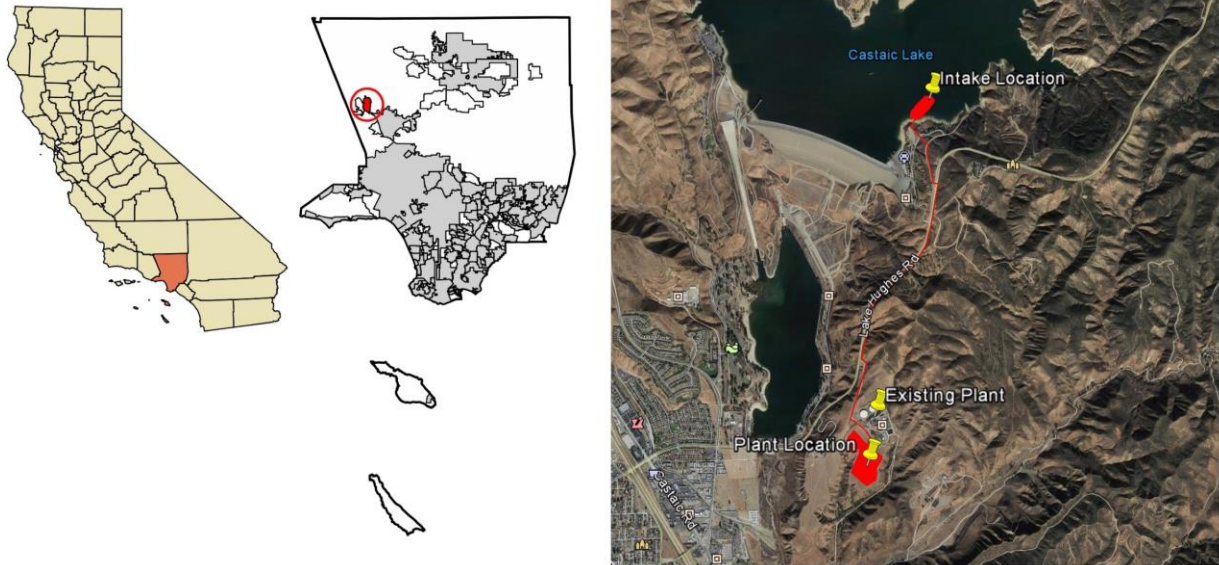 Castaic Lake
Intake Location
Lake Hughes Rd
Existing Plant
Plant Location
Castaic Rd